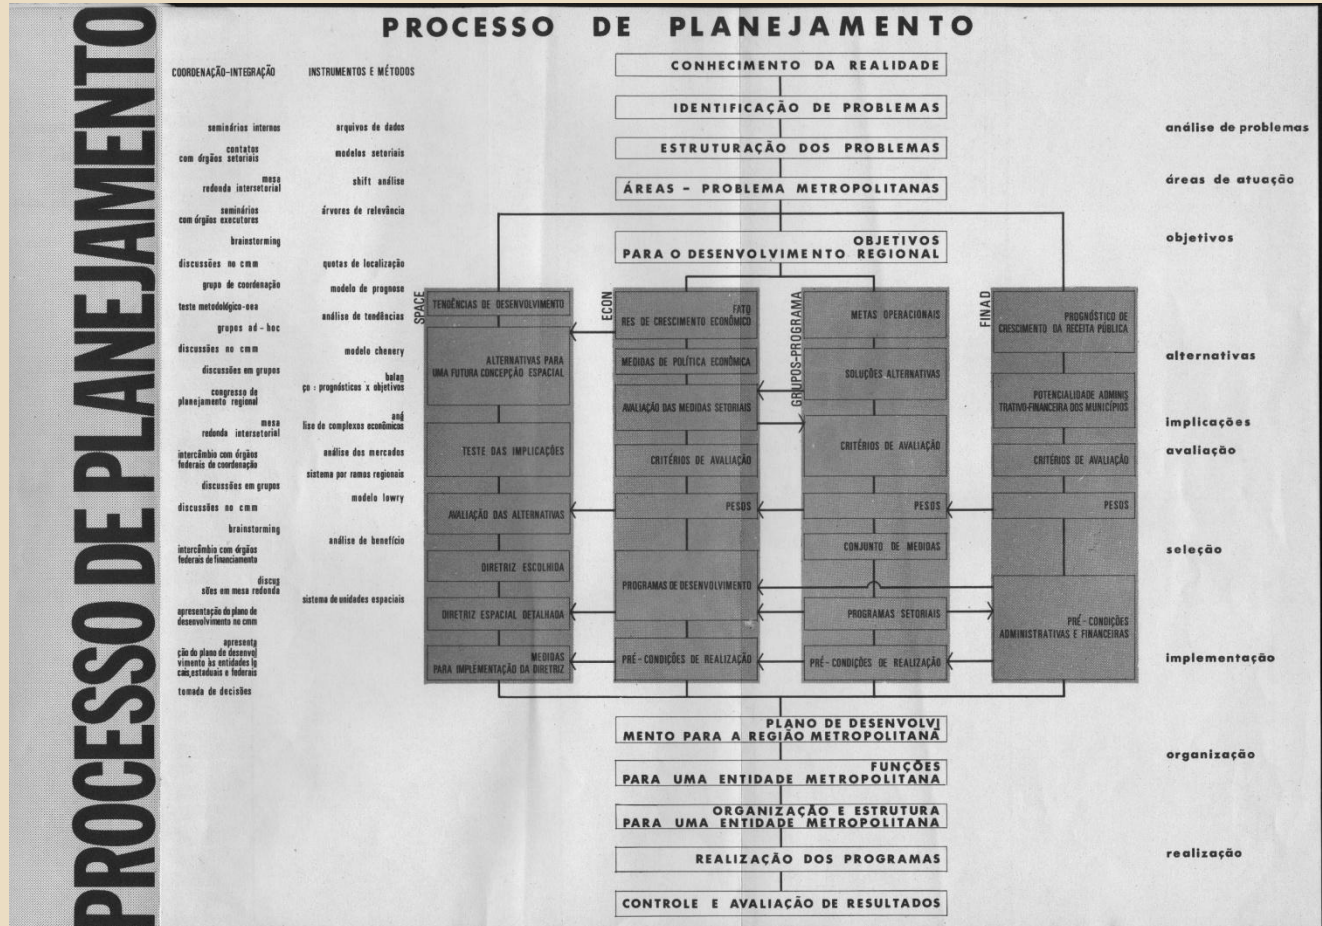 PROCESSO DE PLANEJAMENTO
PROCESSO DE PLANEJAMENTO
COORDENAÇÃO-INTEGRAÇÃO
seminários internos
contatos
com órgãos setoriais
mesa
redonda intersetorial
seminários
com órgãos executores
brainstorming
discussões no cmm
grupo de coordenação
teste metodológico-oea
grupos ad-hoc
discussões no cmm
discussões em grupos
congresso de
planejamento regional
mesa
redonda intersetorial
intercâmbio com órgãos
federais de coordenação
discussões em grupos
discussões no cmm
brainstorming
intercâmbio com órgãos
federais de financiamento
discus
sões em mesa redonda
apresentação do plano de
desenvolvimento no cmm
apresenta
ção do plano de desenvol
vimento às entidades lo
cais, estaduais e federais
tomada de decisões
INSTRUMENTOS E MÉTODOS
arquivos de dados
modelos setoriais
shift análise
árvores de relevância
quotas de localização
modelo de prognose
análise de tendências
modelo chenery
balan
ço : prognósticos x objetivos
aná
lise de complexos econômicos
análise dos mercados
sistema por ramos regionais
modelo lowry
análise de benefício
sistema de unidades espaciais
CONHECIMENTO DA REALIDADE
IDENTIFICAÇÃO DE PROBLEMAS
ESTRUTURAÇÃO DOS PROBLEMAS
ÁREAS - PROBLEMA METROPOLITANAS
OBJETIVOS
PARA O DESENVOLVIMENTO REGIONAL
SPACE
TENDÊNCIAS DE DESENVOLVIMENTO
ALTERNATIVAS PARA
UMA FUTURA CONCEPÇÃO ESPACIAL
TESTE DAS IMPLICAÇÕES
AVALIAÇÃO DAS ALTERNATIVAS
DIRETRIZ ESCOLHIDA
DIRETRIZ ESPACIAL DETALHADA
MEDIDAS
PARA IMPLEMENTAÇÃO DA DIRETRIZ
ECON
FATO
RES DE CRESCIMENTO ECONÔMICO
MEDIDAS DE POLÍTICA ECONÔMICA
AVALIAÇÃO DAS MEDIDAS SETORIAIS
CRITÉRIOS DE AVALIAÇÃO
PESOS
PROGRAMAS DE DESENVOLVIMENTO
PRÉ-CONDIÇÕES DE REALIZAÇÃO
GRUPOS-PROGRAMA
METAS OPERACIONAIS
SOLUÇÕES ALTERNATIVAS
CRITÉRIOS DE AVALIAÇÃO
PESOS
CONJUNTO DE MEDIDAS
PROGRAMAS SETORIAIS
PRÉ-CONDIÇÕES DE REALIZAÇÃO
FINAD
PROGNÓSTICO DE
CRESCIMENTO DA RECEITA PÚBLICA
POTENCIALIDADE ADMINIS
TRATIVO-FINANCEIRA DOS MUNICÍPIOS
CRITÉRIOS DE AVALIAÇÃO
PESOS
PRÉ-CONDIÇÕES
ADMINISTRATIVAS E FINANCEIRAS
PLANO DE DESENVOLVI
MENTO PARA A REGIÃO METROPOLITANA
FUNÇÕES
PARA UMA ENTIDADE METROPOLITANA
ORGANIZAÇÃO E ESTRUTURA
PARA UMA ENTIDADE METROPOLITANA
REALIZAÇÃO DOS PROGRAMAS
CONTROLE E AVALIAÇÃO DE RESULTADOS
análise de problemas
áreas de atuação
objetivos
alternativas
implicações
avaliação
seleção
implementação
organização
realização